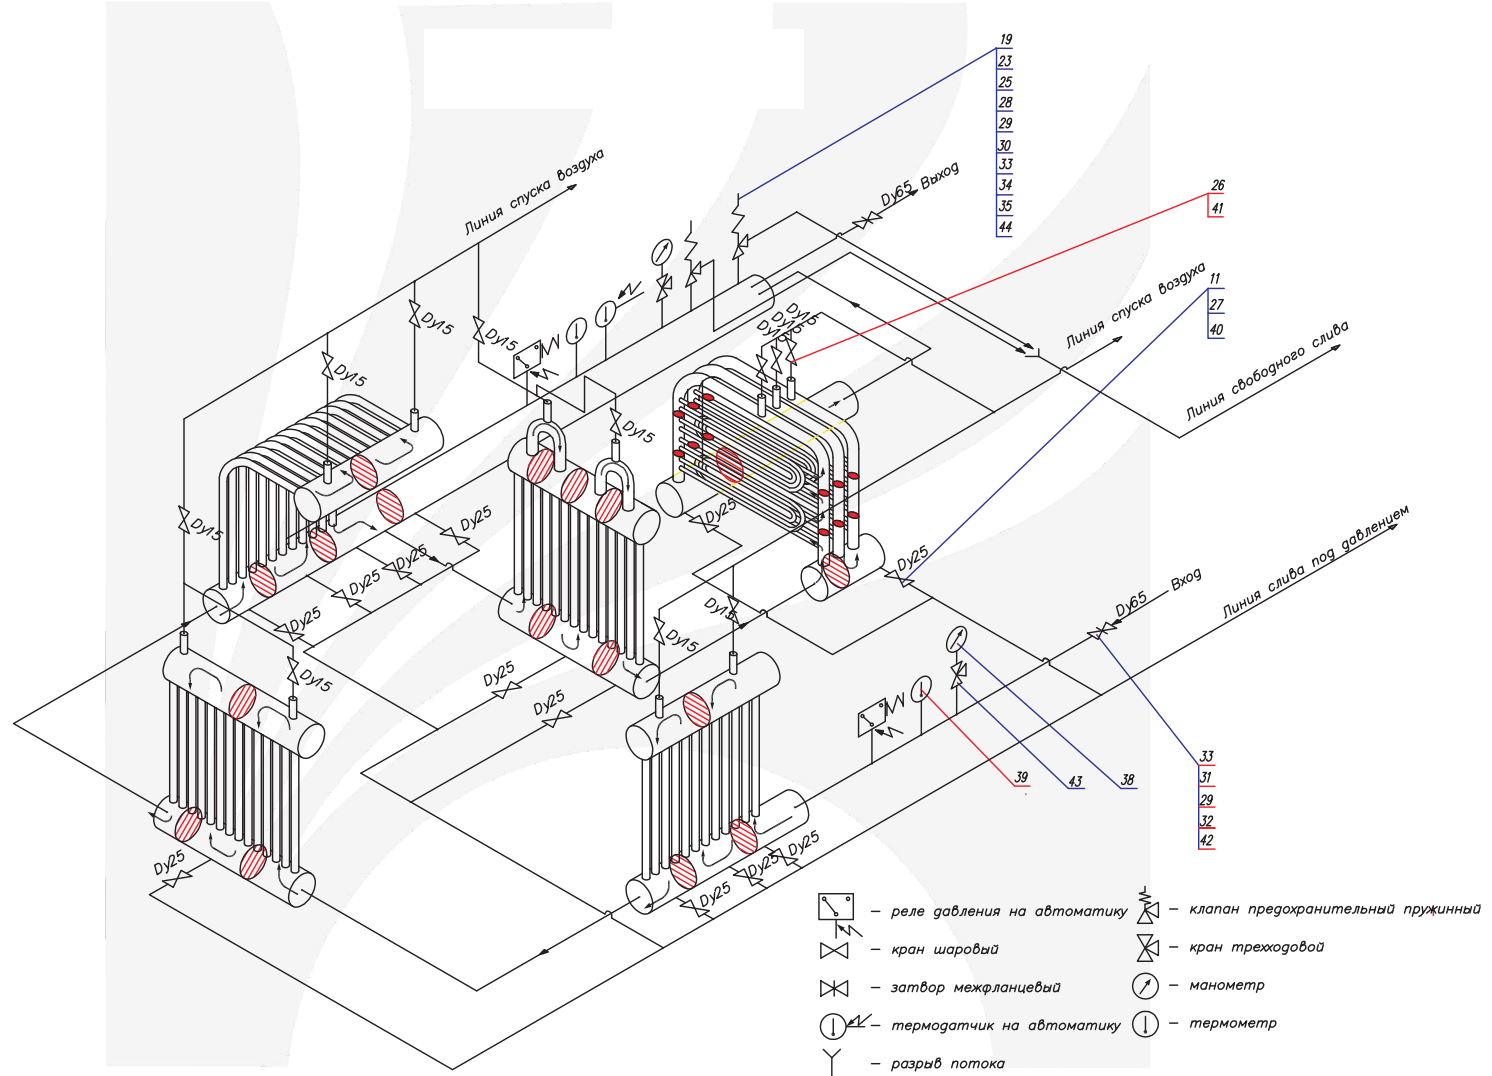 19
23
25
28
29
30
33
34
35
44
Линия спуска воздуха
Dy65 Выход
26
41
Линия спуска воздуха
11
27
40
Линия свободного слива
Dy15
Dy15
Dy15
Dy15
Dy15
Dy15
Dy15
Dy15
Dy25
Dy25
Dy25
Dy25
Dy25
Dy25
Dy15
Dy15
Dy15
Dy15
Dy25
Dy25
Dy65 Вход
Линия слива под давлением
39
43
38
33
31
29
32
42
Dy25
Dy25
Dy25
Dy25
– реле давления на автоматику
– кран шаровый
– затвор межфланцевый
– термодатчик на автоматику
– разрыв потока
– клапан предохранительный пружинный
– кран трехходовой
– манометр
– термометр